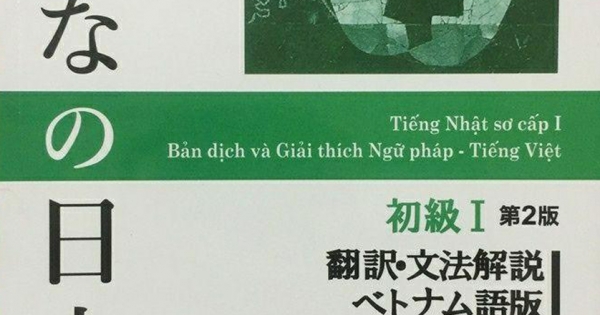 なの日
Tiếng Nhật sơ cấp I
Bản dịch và Giải thích Ngữ pháp - Tiếng Việt
初級 I 第2版
翻訳・文法解説
ベトナム語版